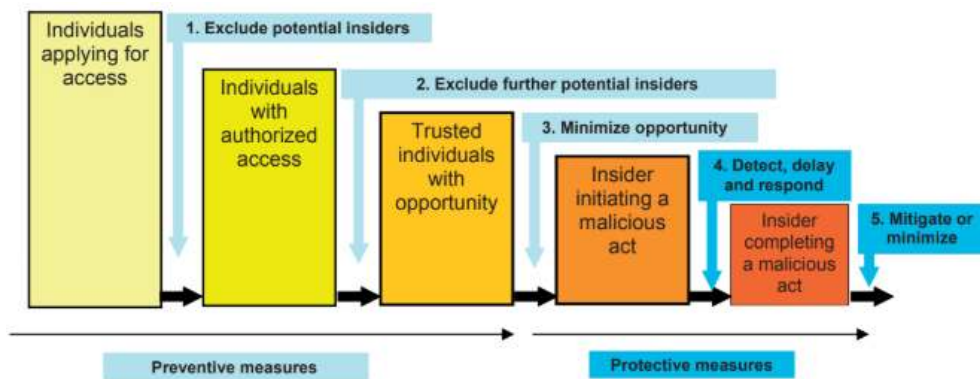 Individuals
applying for
access
1. Exclude potential insiders
Individuals
with
authorized
access
2. Exclude further potential insiders
Trusted
individuals
with
opportunity
3. Minimize opportunity
Insider
initiating a
malicious
act
4. Detect, delay
and respond
Insider
completing
a malicious
act
5. Mitigate or
minimize
Preventive measures
Protective measures